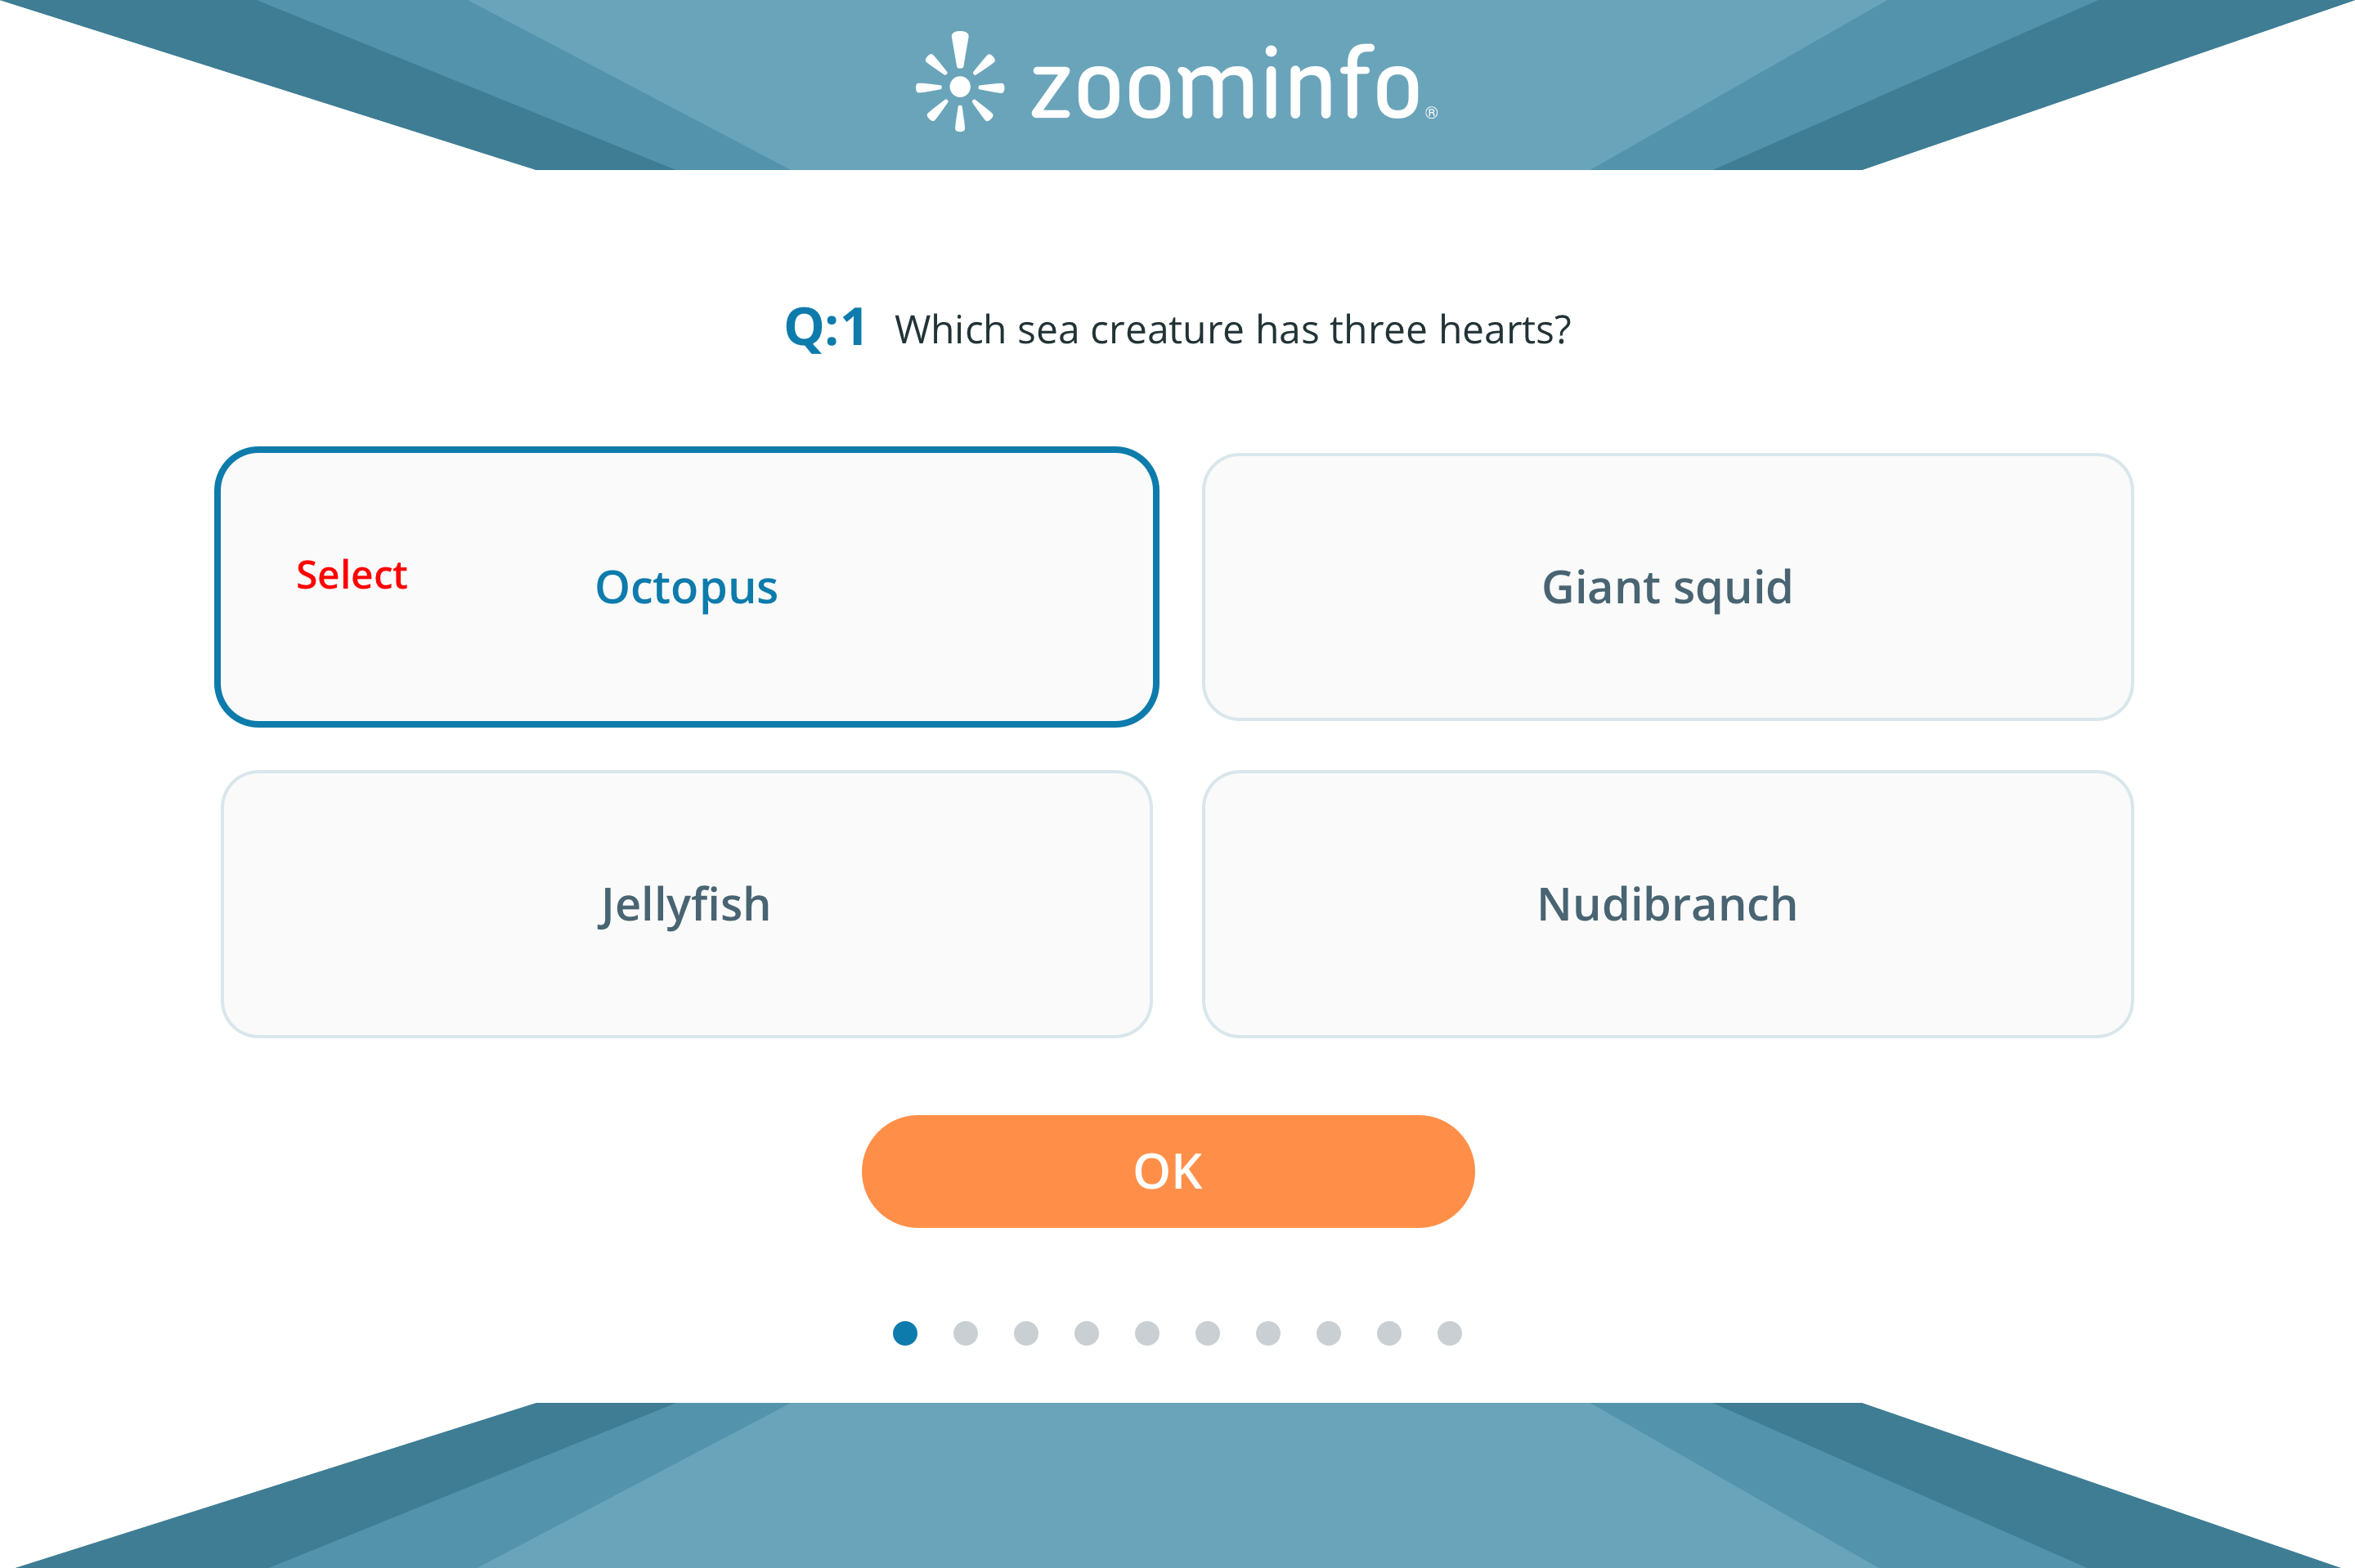 zoominfo®
Q:1 Which sea creature has three hearts?
Select
Octopus
Giant squid
Jellyfish
Nudibranch
OK